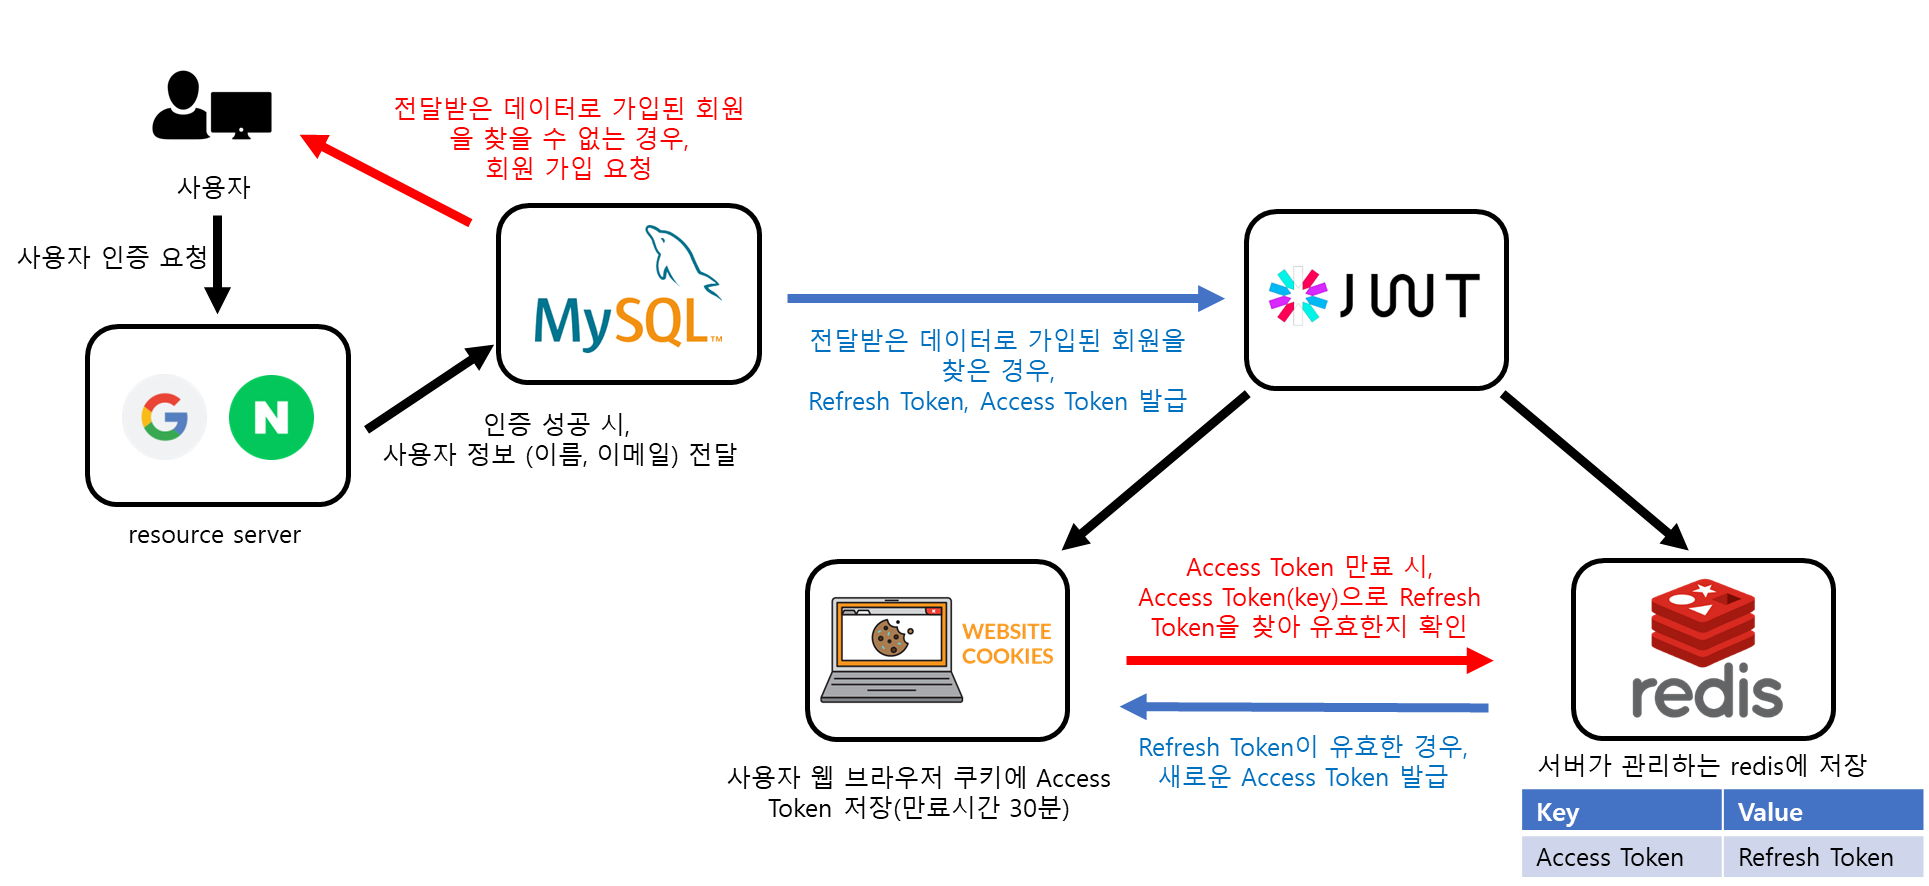 전달받은 데이터로 가입된 회원
을 찾을 수 없는 경우,
회원 가입 요청
사용자
사용자 인증 요청
MySQL™
JWT
전달받은 데이터로 가입된 회원을
찾은 경우,
Refresh Token, Access Token 발급
G N
인증 성공 시,
사용자 정보 (이름, 이메일) 전달
resource server
Access Token 만료 시,
Access Token(key)으로 Refresh
Token을 찾아 유효한지 확인
WEBSITE
COOKIES
redis
Refresh Token이 유효한 경우,
새로운 Access Token 발급
사용자 웹 브라우저 쿠키에 Access
Token 저장(만료시간 30분)
서버가 관리하는 redis에 저장
Key Value
Access Token Refresh Token